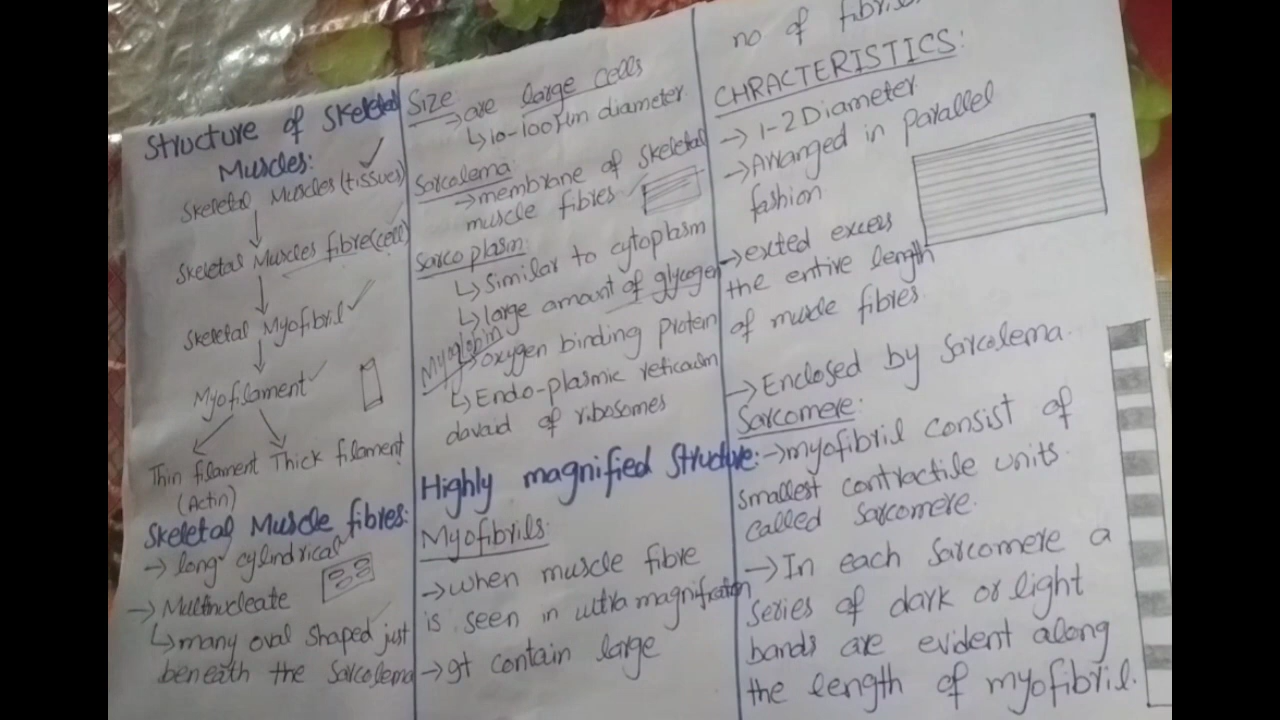 Structure of Skeletal
Muscles:
Skeletal Muscles (tissues)
Skeletal Muscles fibre(cell)
Skeletal Myofibril
Myofilament
Thin filament Thick filament
(Actin)
Skeletal Muscle fibres:
→ long cylindrical
→ Multinucleate
↳ many oval shaped just
beneath the Sarcolema
Size
→ are large cells
↳ 10-100 μm diameter
Sarcolema:
→ membrane of skeletal
muscle fibres
Sarcoplasm:
↳ similar to cytoplasm
↳ large amount of glycogen
Myoglopin
→ oxygen binding protein
↳ Endo-plasmic reticaulm
davaid of ribosomes
Highly magnified Structure:
Myofibrils:
→ when muscle fibre
is seen in ultra magnification
→ gt contain large
no of fibrils
CHRACTERISTICS:
→ 1-2 Diameter
→ Arranged in parallel
fashion
→ exted excess
the entire length
of muscle fibres.
→ Enclosed by Sarcolema.
Sarcomere:
→ myofibril consist of
smallest contractile units.
called Sarcomere.
→ In each Sarcomere a
series of dark or light
bands are evident along
the length of myofibril.